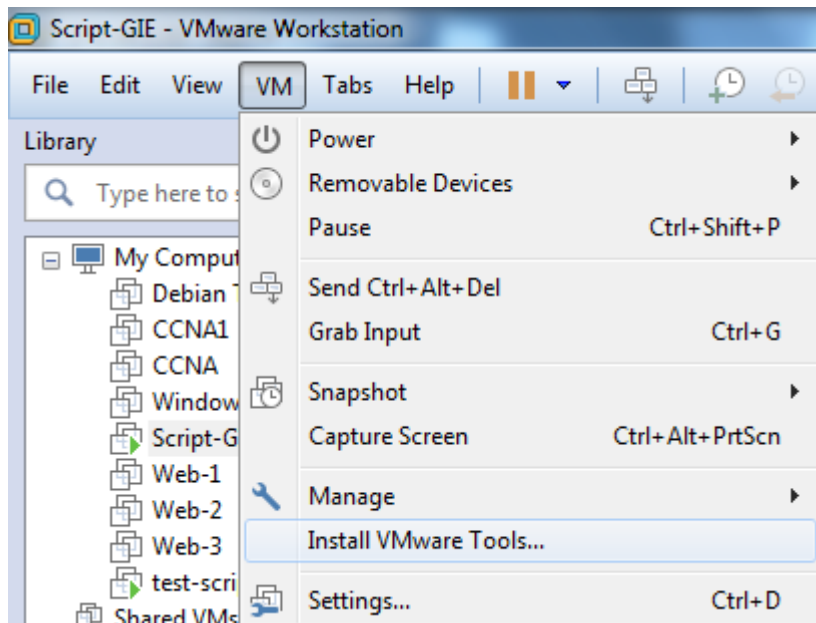 Script-GIE - VMware Workstation
File Edit View VM Tabs Help
Library
Type here to
My Comput
Debian
CCNA1
CCNA
Window
Script-G
Web-1
Web-2
Web-3
test-scri
Shared VMs
Power
Removable Devices
Pause Ctrl+Shift+P
Send Ctrl+Alt+Del
Grab Input Ctrl+G
Snapshot
Capture Screen Ctrl+Alt+PrtScn
Manage
Install VMware Tools...
Settings... Ctrl+D